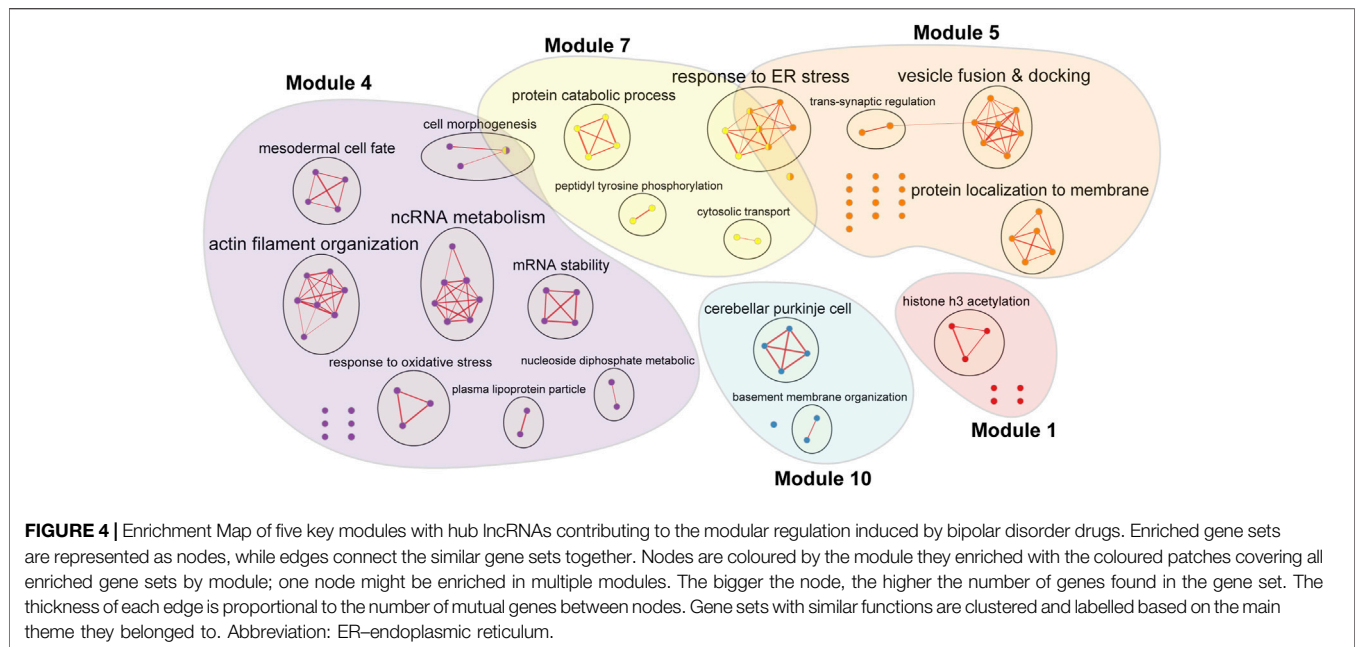 Module 5
Module 7
Module 4
response to ER stress
vesicle fusion & docking
protein catabolic process
trans-synaptic regulation
cell morphogenesis
mesodermal cell fate
peptidyl tyrosine phosphorylation
protein localization to membrane
cytosolic transport
ncRNA metabolism
actin filament organization
mRNA stability
cerebellar purkinje cell
histone h3 acetylation
response to oxidative stress
nucleoside diphosphate metabolic
plasma lipoprotein particle
basement membrane organization
Module 1
Module 10
FIGURE 4 | Enrichment Map of five key modules with hub lncRNAs contributing to the modular regulation induced by bipolar disorder drugs. Enriched gene sets
are represented as nodes, while edges connect the similar gene sets together. Nodes are coloured by the module they enriched with the coloured patches covering all
enriched gene sets by module; one node might be enriched in multiple modules. The bigger the node, the higher the number of genes found in the gene set. The
thickness of each edge is proportional to the number of mutual genes between nodes. Gene sets with similar functions are clustered and labelled based on the main
theme they belonged to. Abbreviation: ER–endoplasmic reticulum.